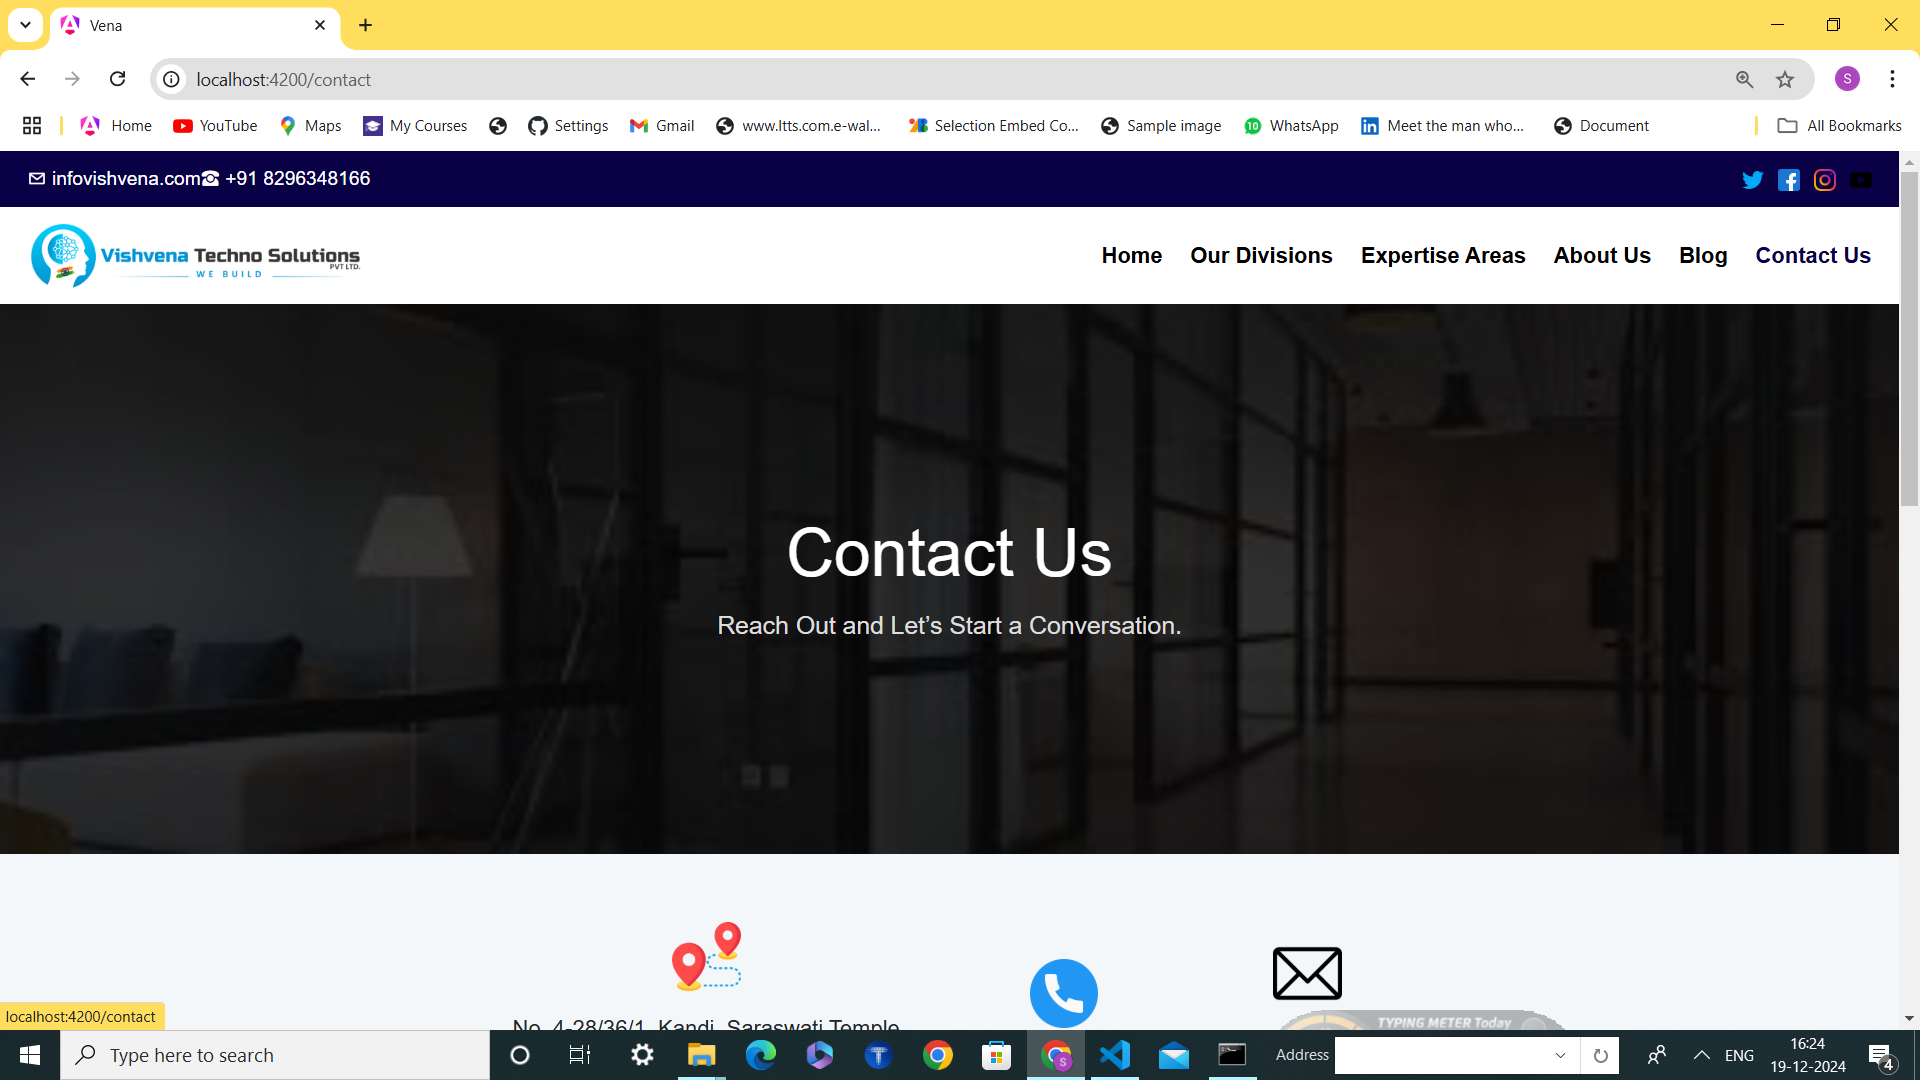 Vena
localhost:4200/contact
S
Home YouTube Maps My Courses Settings Gmail www.ltts.com.e-wal... Selection Embed Co... Sample image 10 WhatsApp Meet the man who... Document All Bookmarks
infovishvena.com +91 8296348166
Vishvena Techno Solutions
PVT LTD.
WE BUILD
Home Our Divisions Expertise Areas About Us Blog Contact Us
Contact Us
Reach Out and Let’s Start a Conversation.
No. 4-28/36/1, Kandi, Saraswati Temple
TYPING METER Today
localhost:4200/contact
Type here to search
T
S
Address
ENG
16:24
19-12-2024
4